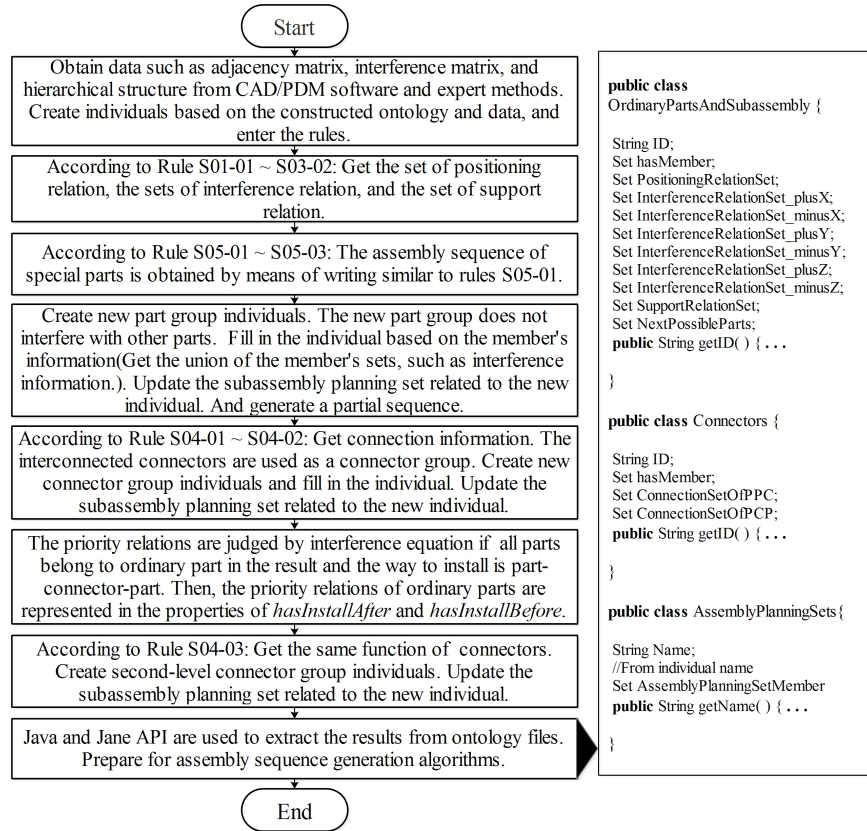 Start
Obtain data such as adjacency matrix, interference matrix, and
hierarchical structure from CAD/PDM software and expert methods.
Create individuals based on the constructed ontology and data, and
enter the rules.
According to Rule S01-01 ~ S03-02: Get the set of positioning
relation, the sets of interference relation, and the set of support
relation.
According to Rule S05-01 ~ S05-03: The assembly sequence of
special parts is obtained by means of writing similar to rules S05-01.
Create new part group individuals. The new part group does not
interfere with other parts.  Fill in the individual based on the member's
information(Get the union of the member's sets, such as interference
information.). Update the subassembly planning set related to the new
individual. And generate a partial sequence.
According to Rule S04-01 ~ S04-02: Get connection information. The
interconnected connectors are used as a connector group. Create new
connector group individuals and fill in the individual. Update the
subassembly planning set related to the new individual.
The priority relations are judged by interference equation if  all parts
belong to ordinary part in the result and the way to install is part-
connector-part. Then, the priority relations of ordinary parts are
represented in the properties of hasInstallAfter and hasInstallBefore.
According to Rule S04-03: Get the same function of  connectors.
Create second-level connector group individuals. Update the
subassembly planning set related to the new individual.
Java and Jane API are used to extract the results from ontology files.
Prepare for assembly sequence generation algorithms.
End
public class
OrdinaryPartsAndSubassembly {
String ID;
Set hasMember;
Set PositioningRelationSet;
Set InterferenceRelationSet_plusX;
Set InterferenceRelationSet_minusX;
Set InterferenceRelationSet_plusY;
Set InterferenceRelationSet_minusY;
Set InterferenceRelationSet_plusZ;
Set InterferenceRelationSet_minusZ;
Set SupportRelationSet;
Set NextPossibleParts;
public String getID( ) { ...
}
public class Connectors {
String ID;
Set hasMember;
Set ConnectionSetOfPPC;
Set ConnectionSetOfPCP;
public String getID( ) { ...
}
public class AssemblyPlanningSets{
String Name;
//From individual name
Set AssemblyPlanningSetMember
public String getName( ) { ...
}